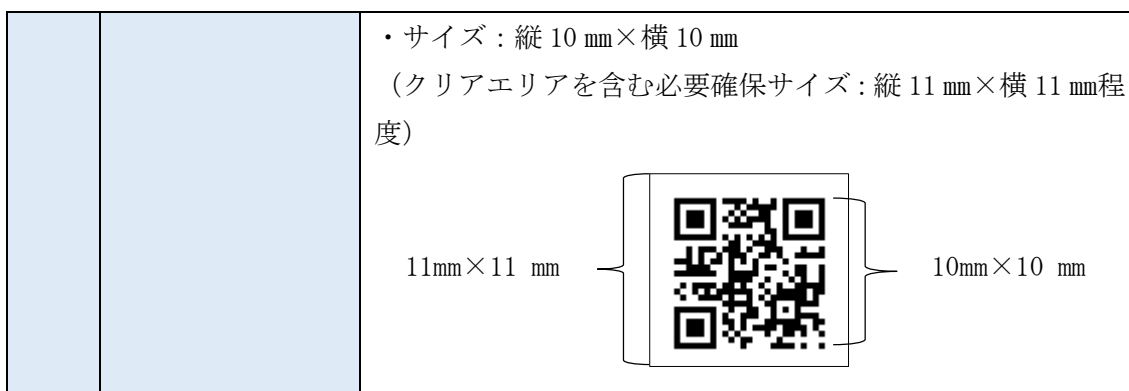 ・サイズ：縦 10 ㎜×横 10 ㎜
（クリアエリアを含む必要確保サイズ：縦 11 ㎜×横 11 ㎜程
度）
11mm×11 mm
10mm×10 mm